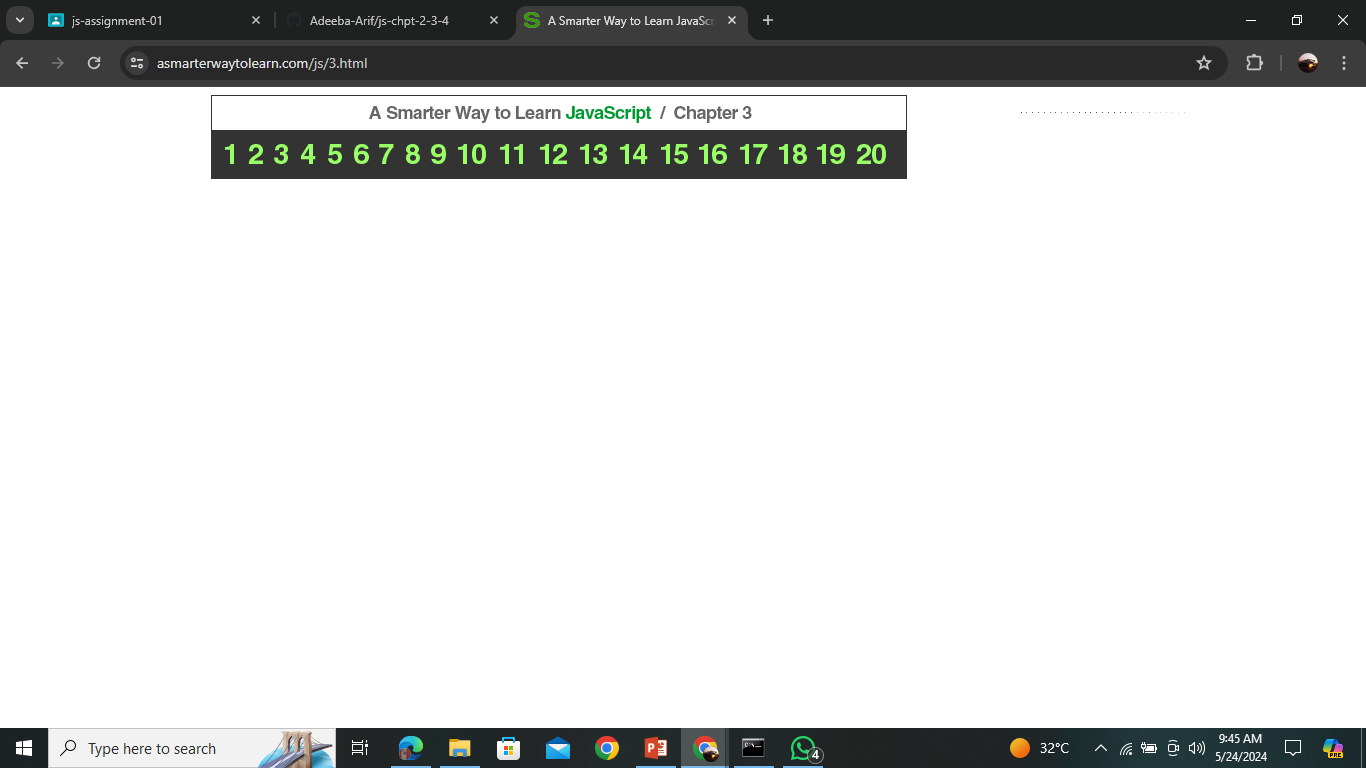 js-assignment-01
Adeeba-Arif/js-chpt-2-3-4
A Smarter Way to Learn JavaScr
asmarterwaytolearn.com/js/3.html
A Smarter Way to Learn JavaScript / Chapter 3
1 2 3 4 5 6 7 8 9 10 11 12 13 14 15 16 17 18 19 20
Type here to search
4
32°C
9:45 AM
5/24/2024
PRE